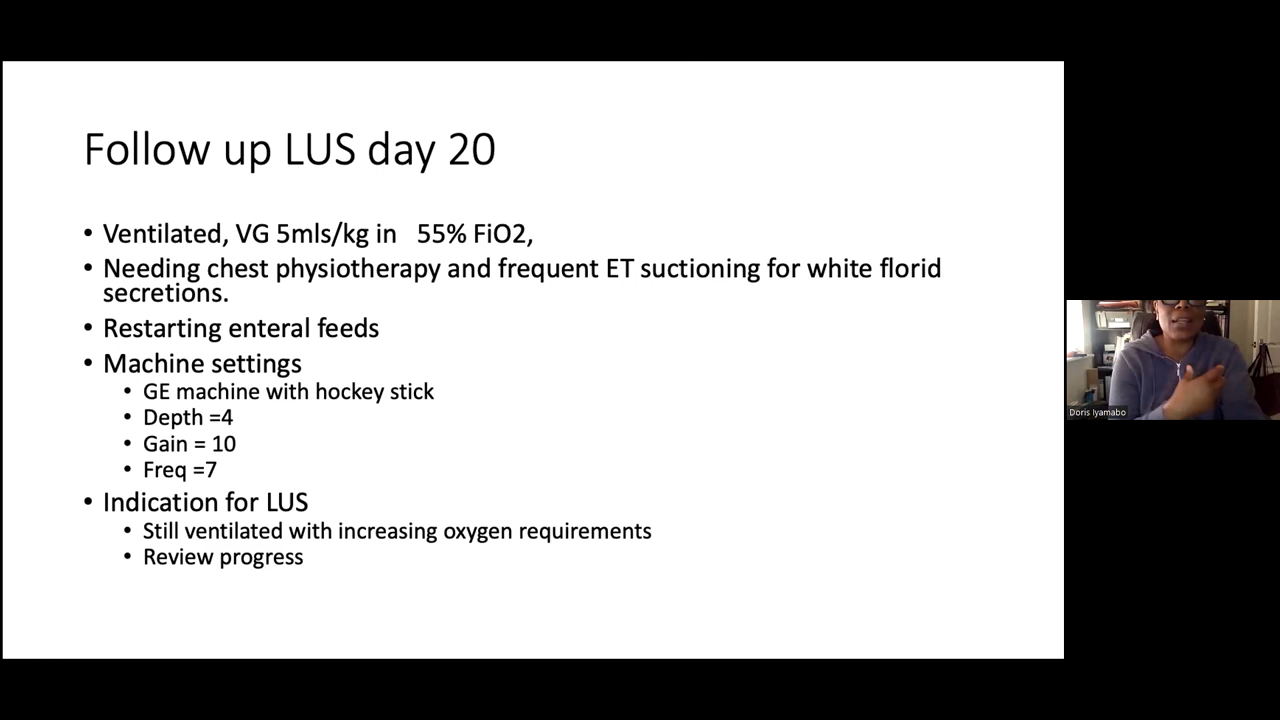 Follow up LUS day 20
• Ventilated, VG 5mls/kg in 55% FiO2,
• Needing chest physiotherapy and frequent ET suctioning for white florid
secretions.
• Restarting enteral feeds
• Machine settings
• GE machine with hockey stick
• Depth =4
• Gain = 10
• Freq =7
• Indication for LUS
• Still ventilated with increasing oxygen requirements
• Review progress
Doris Iyamabo